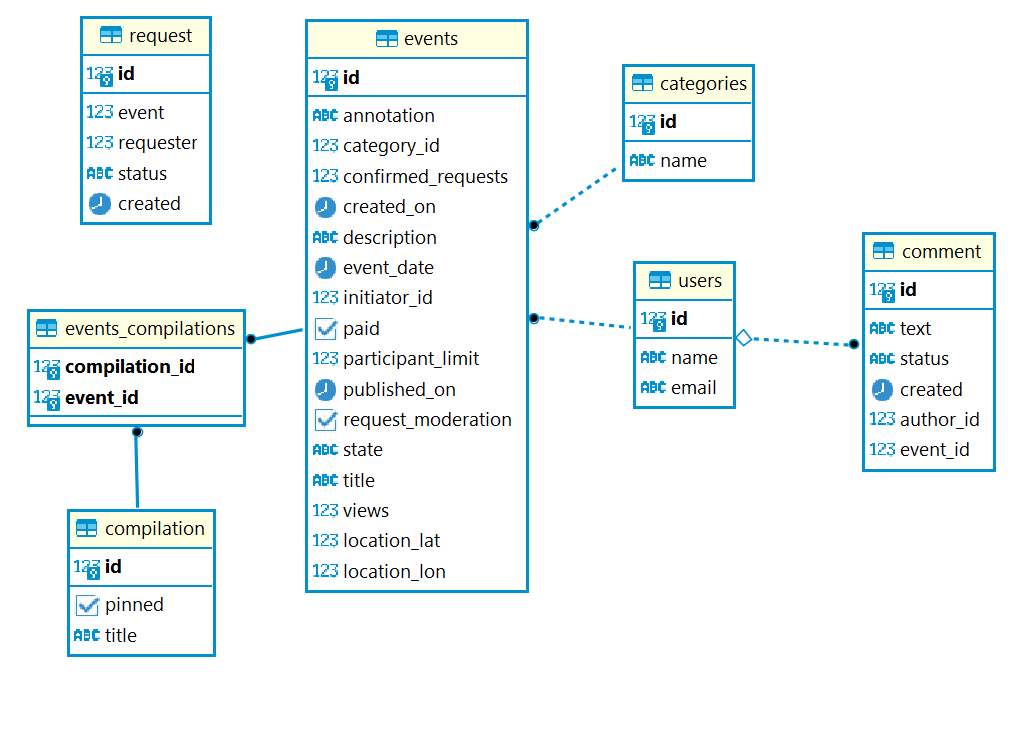 request
123 id
123 event
123 requester
ABC status
created
events
123 id
ABC annotation
123 category_id
123 confirmed_requests
created_on
ABC description
event_date
123 initiator_id
paid
123 participant_limit
published_on
request_moderation
ABC state
ABC title
123 views
123 location_lat
123 location_lon
categories
123 id
ABC name
users
123 id
ABC name
ABC email
comment
123 id
ABC text
ABC status
created
123 author_id
123 event_id
events_compilations
123 compilation_id
123 event_id
compilation
123 id
pinned
ABC title